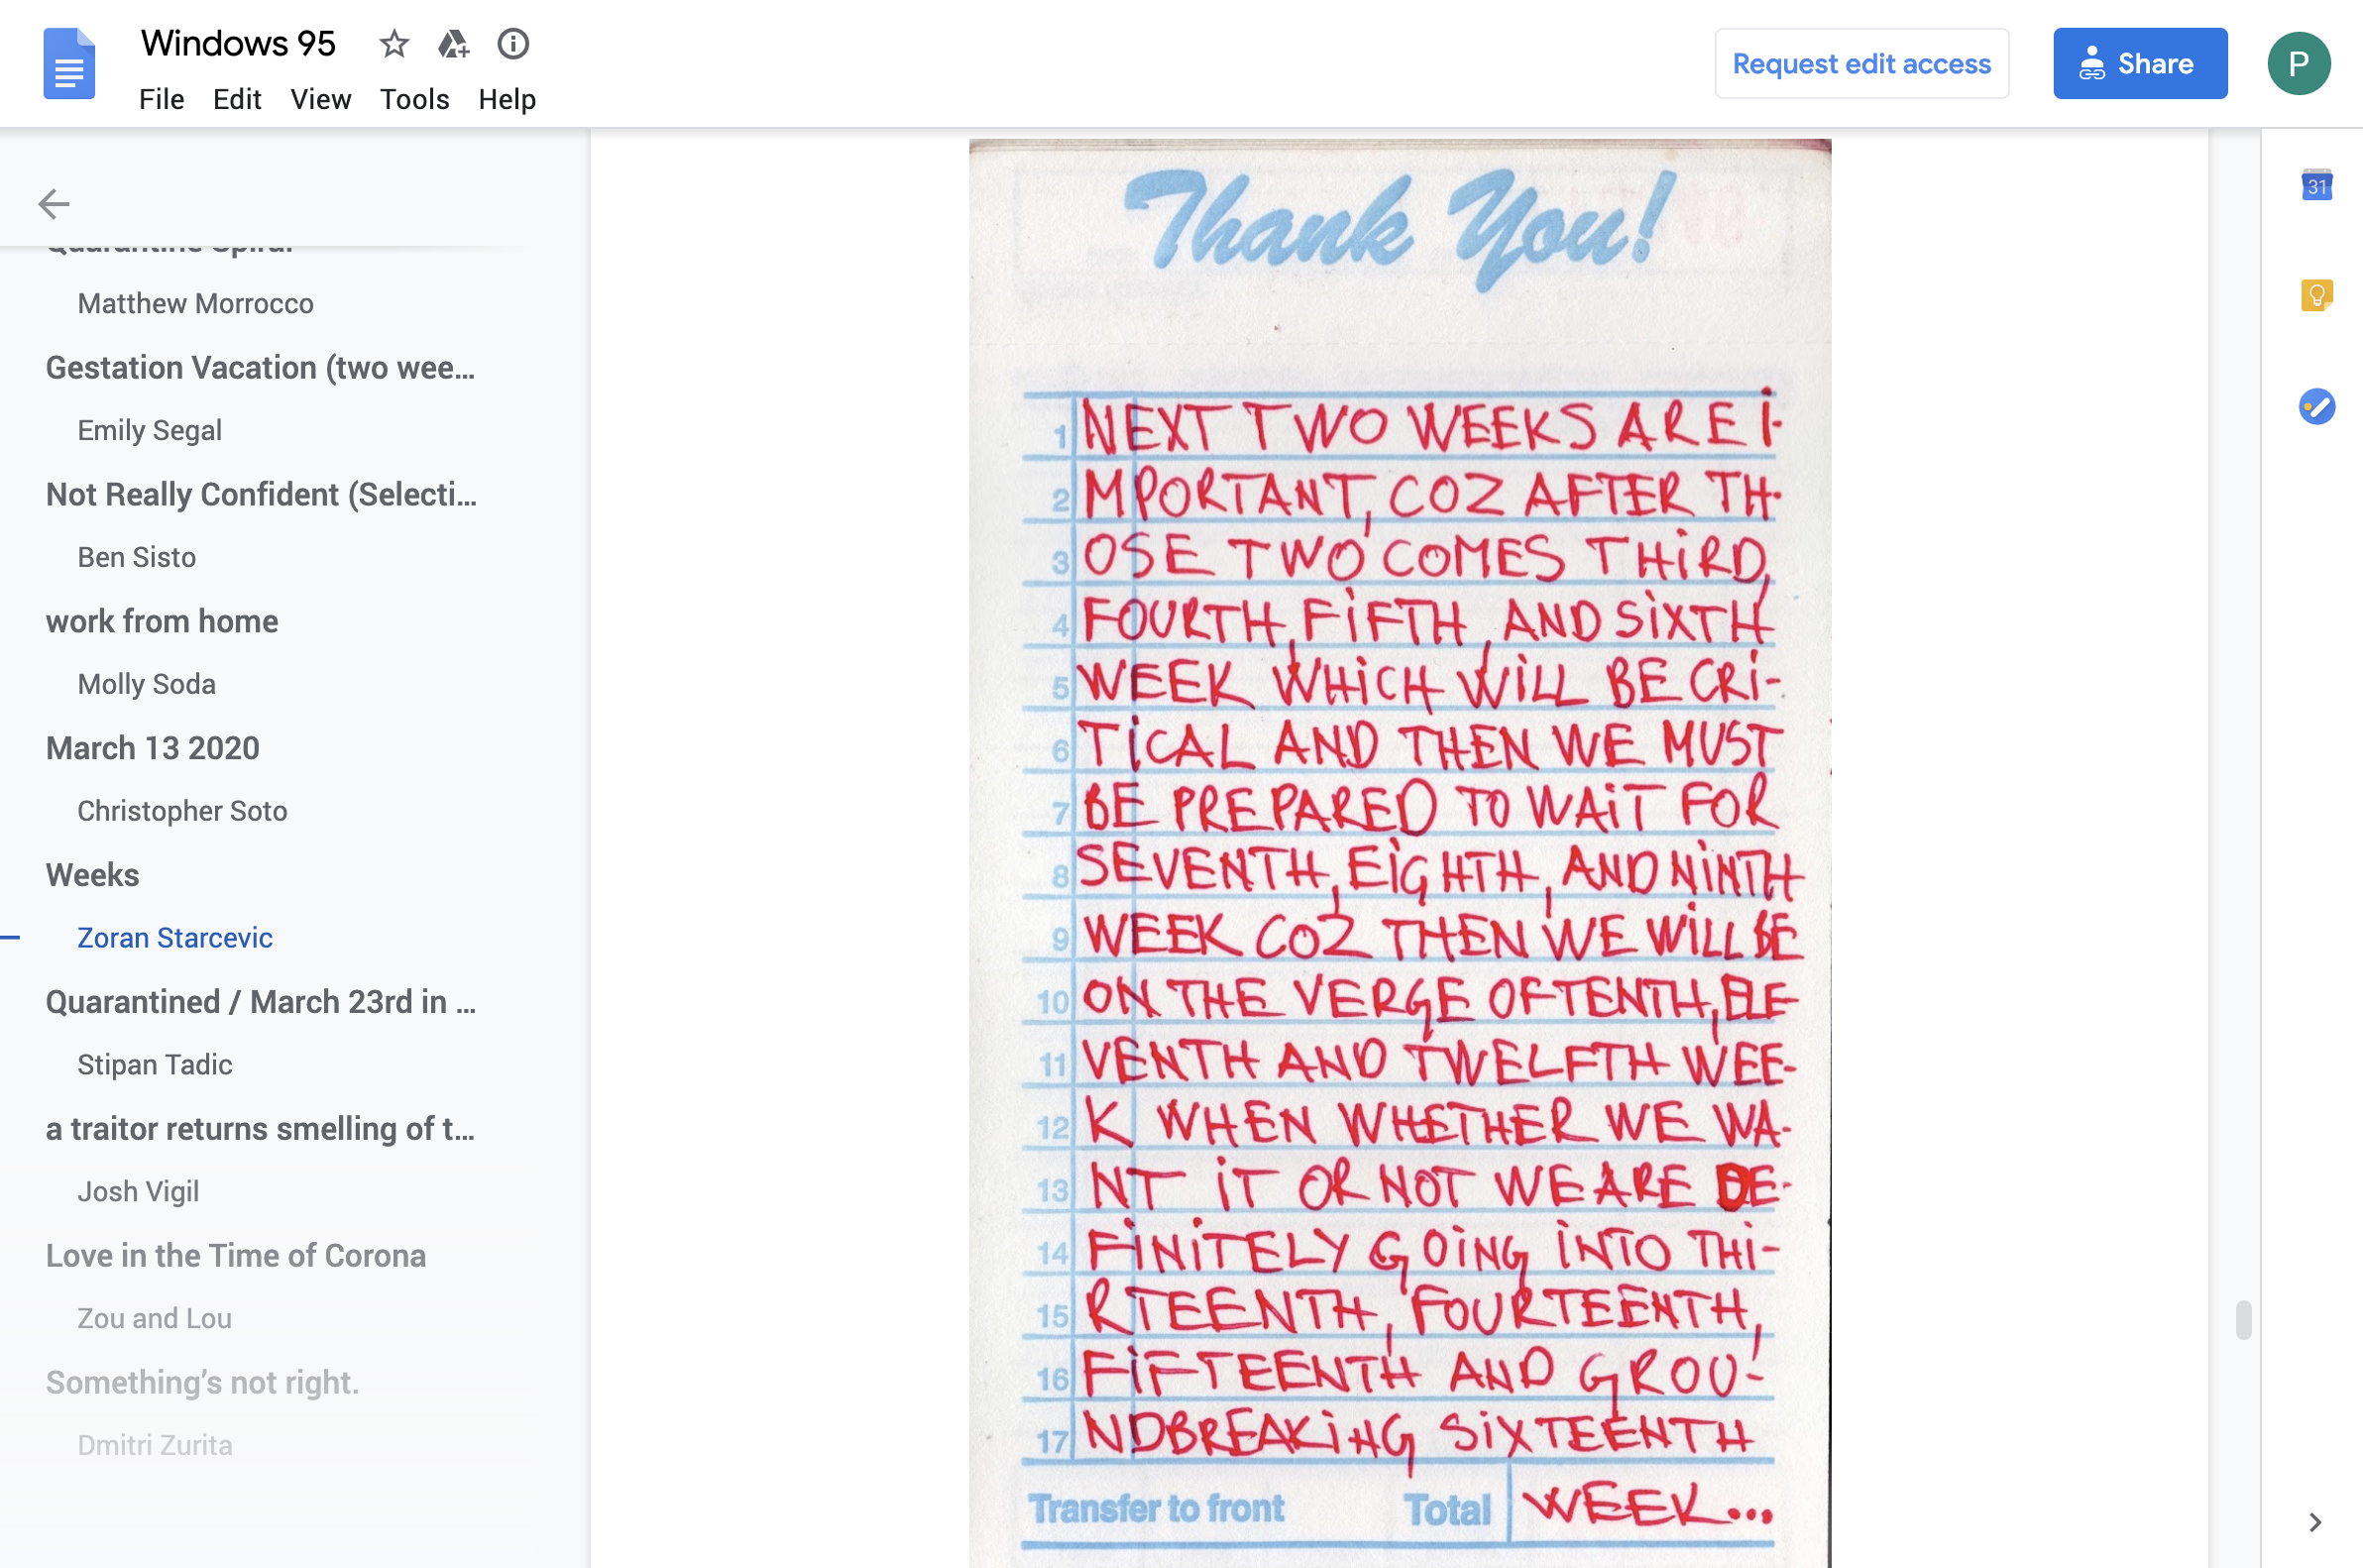 Windows 95
File Edit View Tools Help
Request edit access
Share
P
Quarantine Spiral
Matthew Morrocco
Gestation Vacation (two wee...
Emily Segal
Not Really Confident (Selecti...
Ben Sisto
work from home
Molly Soda
March 13 2020
Christopher Soto
Weeks
Zoran Starcevic
Quarantined / March 23rd in ...
Stipan Tadic
a traitor returns smelling of t...
Josh Vigil
Love in the Time of Corona
Zou and Lou
Something's not right.
Dmitri Zurita
Thank You!
1 NEXT TWO WEEKS ARE I-
2 MPORTANT, COZ AFTER TH-
3 OSE TWO COMES THIRD,
4 FOURTH, FIFTH, AND SIXTH
5 WEEK WHICH WILL BE CRI-
6 TICAL AND THEN WE MUST
7 BE PREPARED TO WAIT FOR
8 SEVENTH, EIGHTH, AND NINTH
9 WEEK COZ THEN WE WILL BE
10 ON THE VERGE OF TENTH, ELE-
11 VENTH AND TWELFTH WEE-
12 K WHEN WHETHER WE WA-
13 NT IT OR NOT WE ARE DE-
14 FINITELY GOING INTO THI-
15 RTEENTH, FOURTEENTH,
16 FIFTEENTH AND GROU-
17 NDBREAKING SIXTEENTH
Transfer to front Total WEEK...
31